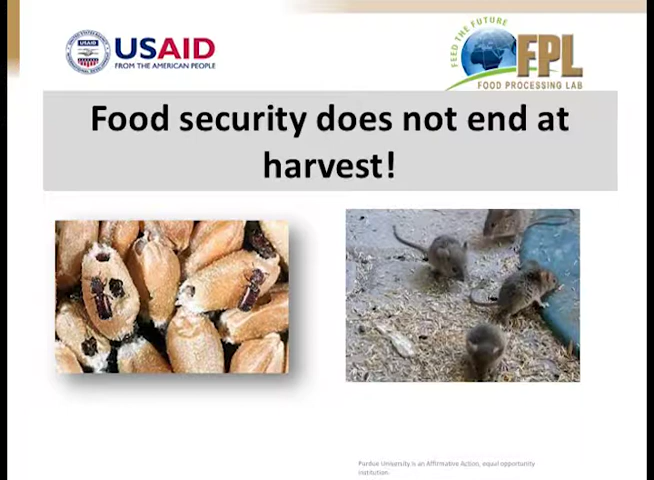 USAID
FROM THE AMERICAN PEOPLE
FEED THE FUTURE
FPL
FOOD PROCESSING LAB
Food security does not end at
harvest!
Purdue University is an Affirmative Action, equal opportunity
institution.